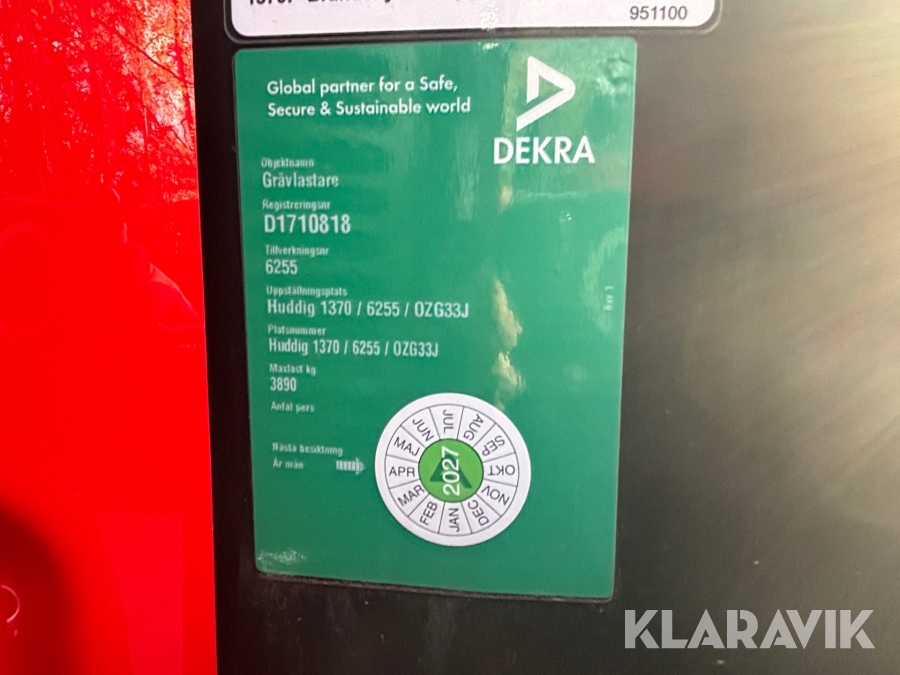 951100
Global partner for a Safe,
Secure & Sustainable world
DEKRA
Objektnamn
Grävlastare
Registreringsnr
D1710818
Tillverkningsnr
6255
Uppställningsplats
Huddig 1370 / 6255 / OZG33J
Platsnummer
Huddig 1370 / 6255 / OZG33J
Maxlast kg
3890
Antal pers
Nästa besiktning
År mån
JAN
FEB
MAR
APR
MAJ
JUN
JUL
AUG
SEP
OKT
NOV
DEC
2027
Rev 1
KLARAVIK